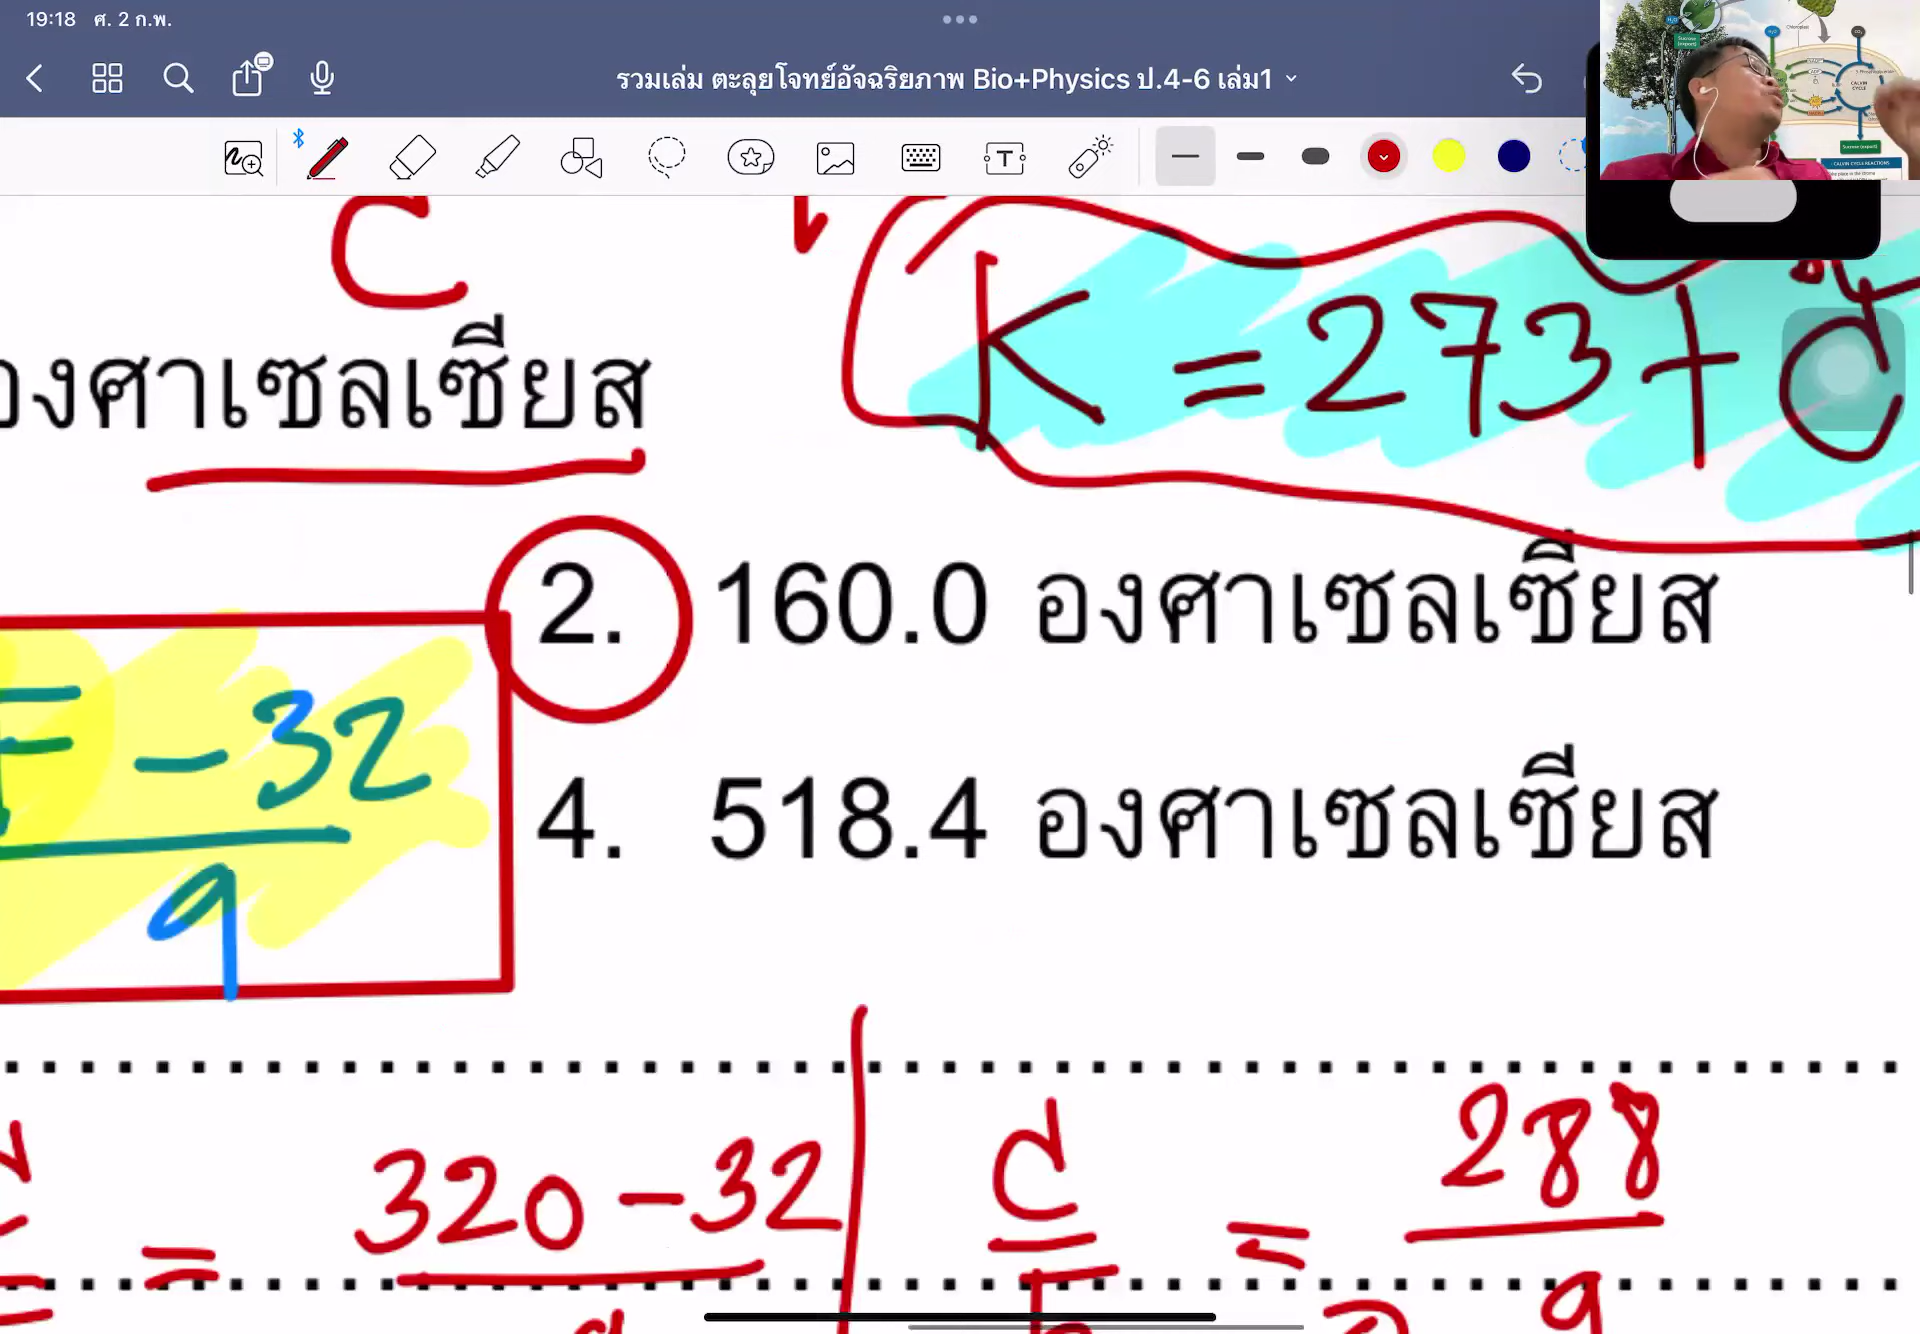 19:18 ศ. 2 ก.พ.
รวมเล่ม ตะลุยโจทย์อัจฉริยภาพ Bio+Physics ป.4-6 เล่ม1
T
C
K = 273 + C
องศาเซลเซียส
2. 160.0 องศาเซลเซียส
F - 32
9
4. 518.4 องศาเซลเซียส
= 320 - 32
C = 288
9